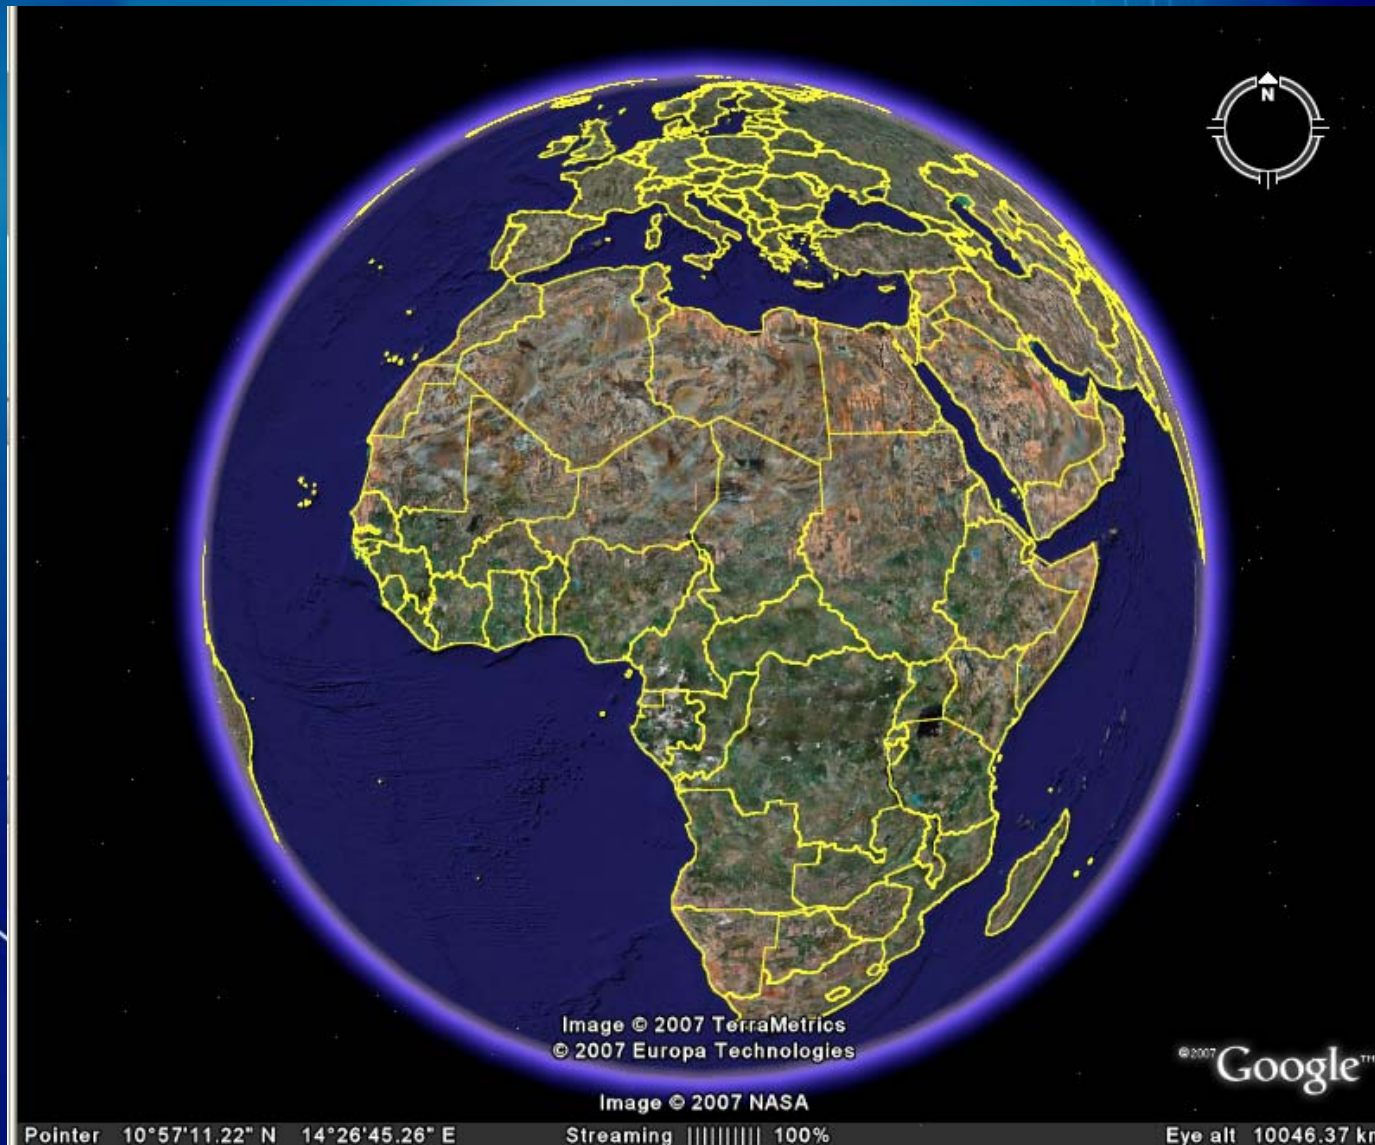 N
Image © 2007 TerraMetrics
© 2007 Europa Technologies
©2007 Google™
Image © 2007 NASA
Pointer 10°57'11.22" N 14°26'45.26" E Streaming |||||||||| 100% Eye alt 10046.37 km